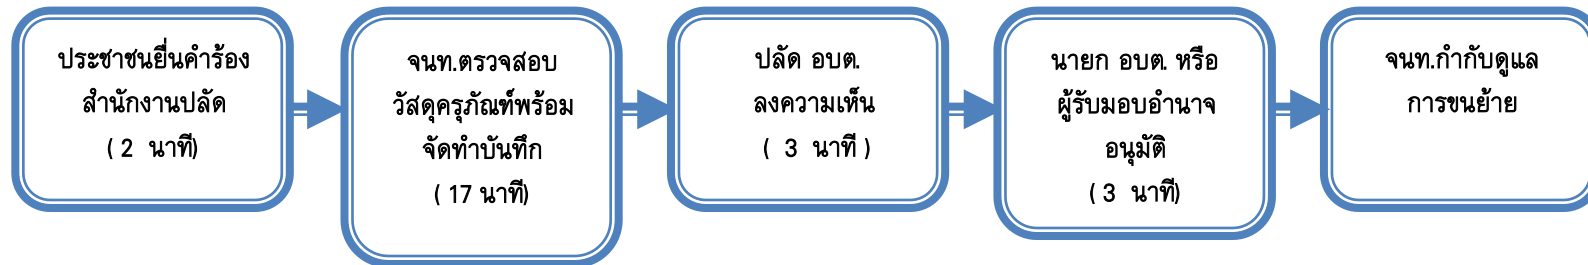 ประชาชนยื่นคำร้อง
สำนักงานปลัด
( 2 นาที)
จนท.ตรวจสอบ
วัสดุครุภัณฑ์พร้อม
จัดทำบันทึก
( 17 นาที)
ปลัด อบต.
ลงความเห็น
( 3 นาที )
นายก อบต. หรือ
ผู้รับมอบอำนาจ
อนุมัติ
( 3 นาที)
จนท.กำกับดูแล
การขนย้าย